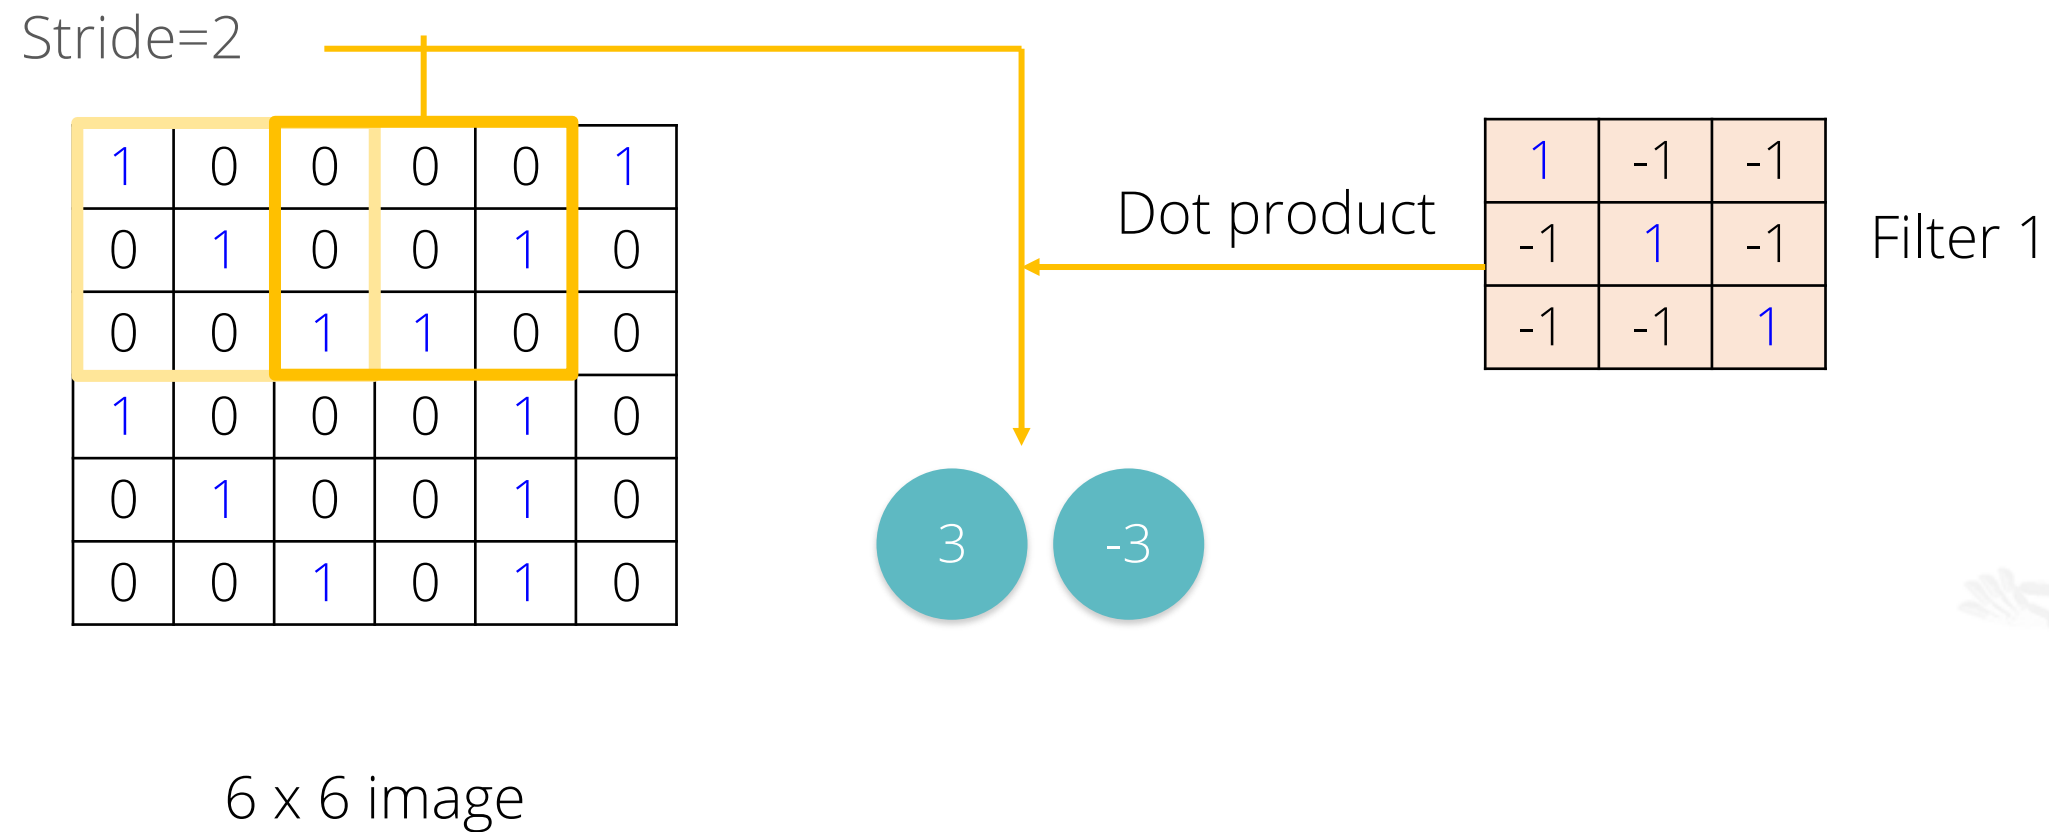 Stride=2
1 0 0 0 0 1
0 1 0 0 1 0
0 0 1 1 0 0
1 0 0 0 1 0
0 1 0 0 1 0
0 0 1 0 1 0
6 x 6 image
Dot product
1 -1 -1
-1 1 -1
-1 -1 1
Filter 1
3 -3